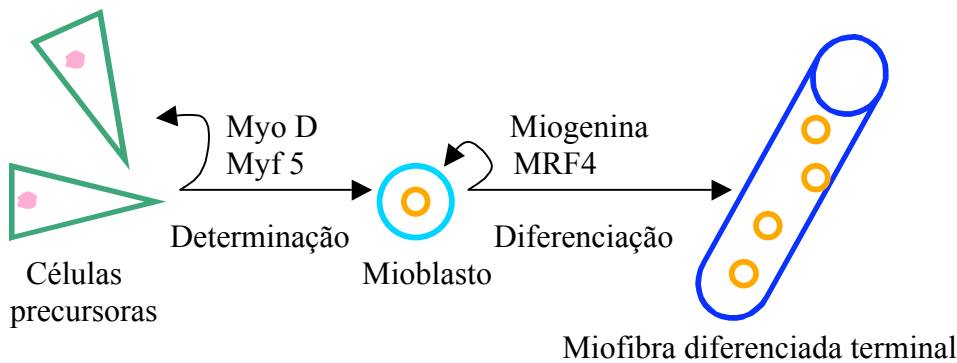 Myo D
Myf 5
Miogenina
MRF4
Determinação
Diferenciação
Células
precursoras
Mioblasto
Miofibra diferenciada terminal